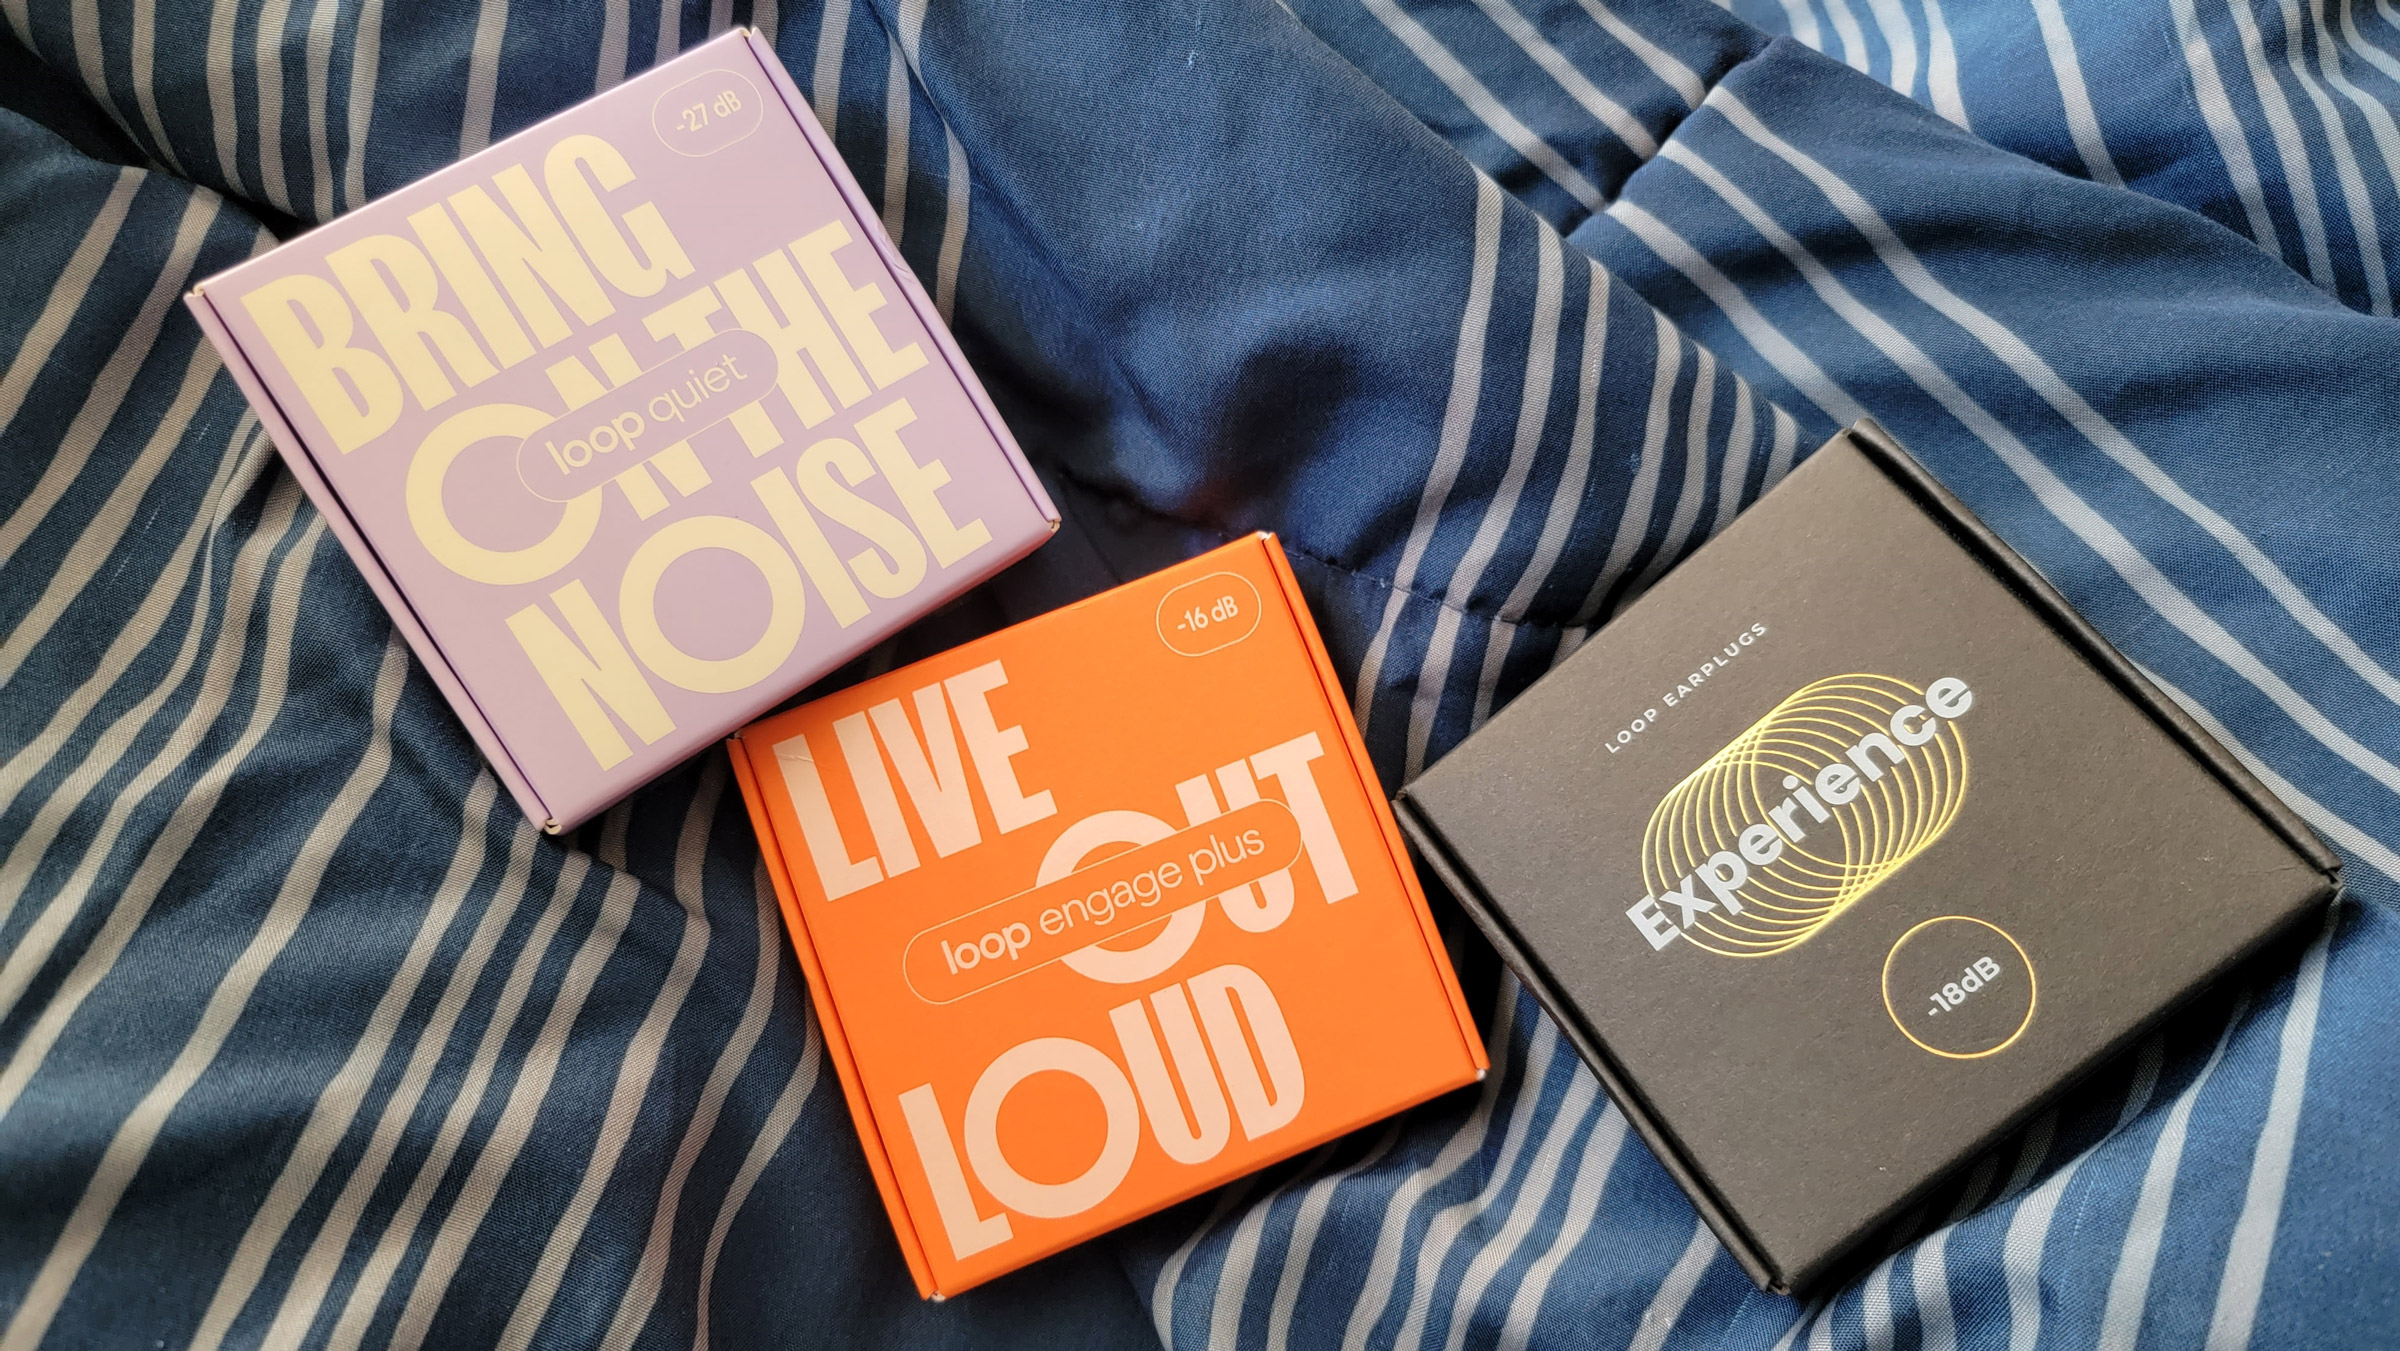 -27 dB
BRING
ON THE
loop quiet
NOISE
-16 dB
LIVE
OUT
loop engage plus
LOUD
LOOP EARPLUGS
Experience
-18dB